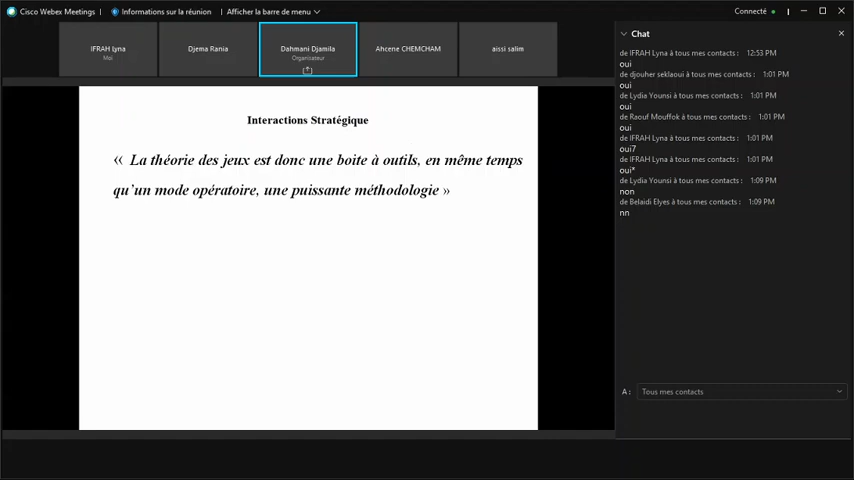 Cisco Webex Meetings | Informations sur la réunion | Afficher la barre de menu
Connecté
IFRAH Lyna
Moi
Djema Rania
Dahmani Djamila
Organisateur
Ahcene CHEMCHAM
aissi salim
Interactions Stratégique
« La théorie des jeux est donc une boite à outils, en même temps
qu'un mode opératoire, une puissante méthodologie »
Chat
de IFRAH Lyna à tous mes contacts : 12:53 PM
oui
de djouher seklaoui à tous mes contacts : 1:01 PM
oui
de Lydia Younsi à tous mes contacts : 1:01 PM
oui
de Raouf Mouffok à tous mes contacts : 1:01 PM
oui
de IFRAH Lyna à tous mes contacts : 1:01 PM
oui7
de IFRAH Lyna à tous mes contacts : 1:01 PM
oui*
de Lydia Younsi à tous mes contacts : 1:09 PM
non
de Belaidi Elyes à tous mes contacts : 1:09 PM
nn
A : Tous mes contacts